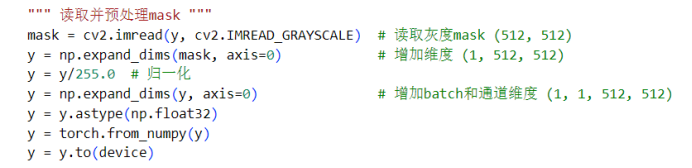 """ 读取并预处理mask """
mask = cv2.imread(y, cv2.IMREAD_GRAYSCALE)  # 读取灰度mask (512, 512)
y = np.expand_dims(mask, axis=0)            # 增加维度 (1, 512, 512)
y = y/255.0  # 归一化
y = np.expand_dims(y, axis=0)               # 增加batch和通道维度 (1, 1, 512, 512)
y = y.astype(np.float32)
y = torch.from_numpy(y)
y = y.to(device)